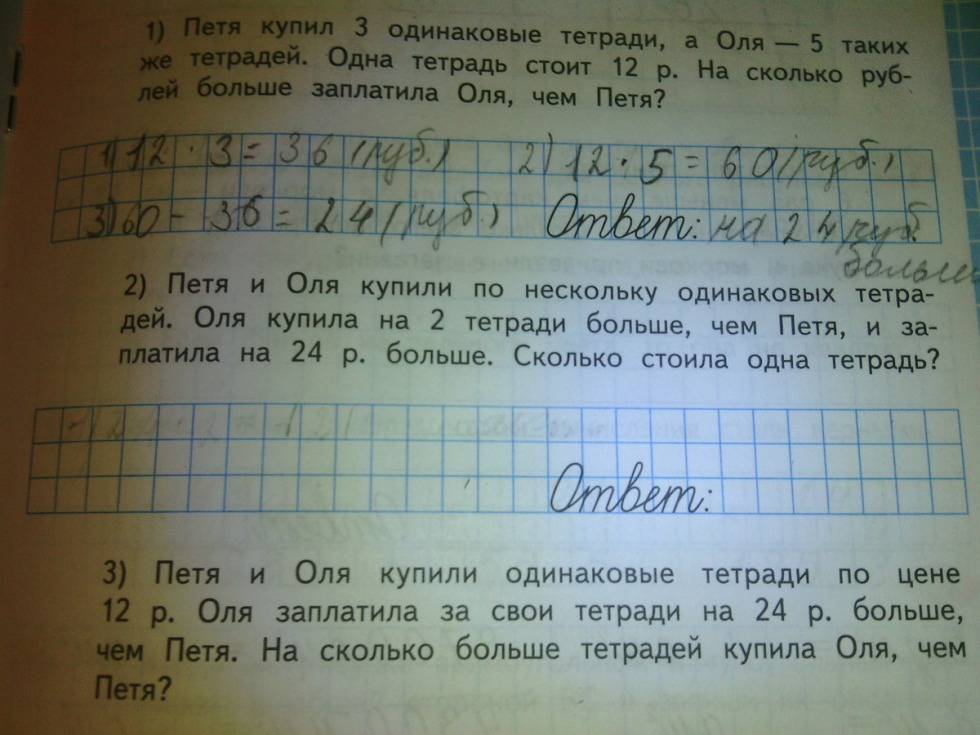 1) Петя купил 3 одинаковые тетради, а Оля — 5 таких
же тетрадей. Одна тетрадь стоит 12 р. На сколько руб-
лей больше заплатила Оля, чем Петя?
1) 12 · 3 = 36 (руб.) 2) 12 · 5 = 60 (руб.)
3) 60 - 36 = 24 (руб.) Ответ: на 24 руб.
больше
2) Петя и Оля купили по нескольку одинаковых тетра-
дей. Оля купила на 2 тетради больше, чем Петя, и за-
платила на 24 р. больше. Сколько стоила одна тетрадь?
Ответ:
3) Петя и Оля купили одинаковые тетради по цене
12 р. Оля заплатила за свои тетради на 24 р. больше,
чем Петя. На сколько больше тетрадей купила Оля, чем
Петя?